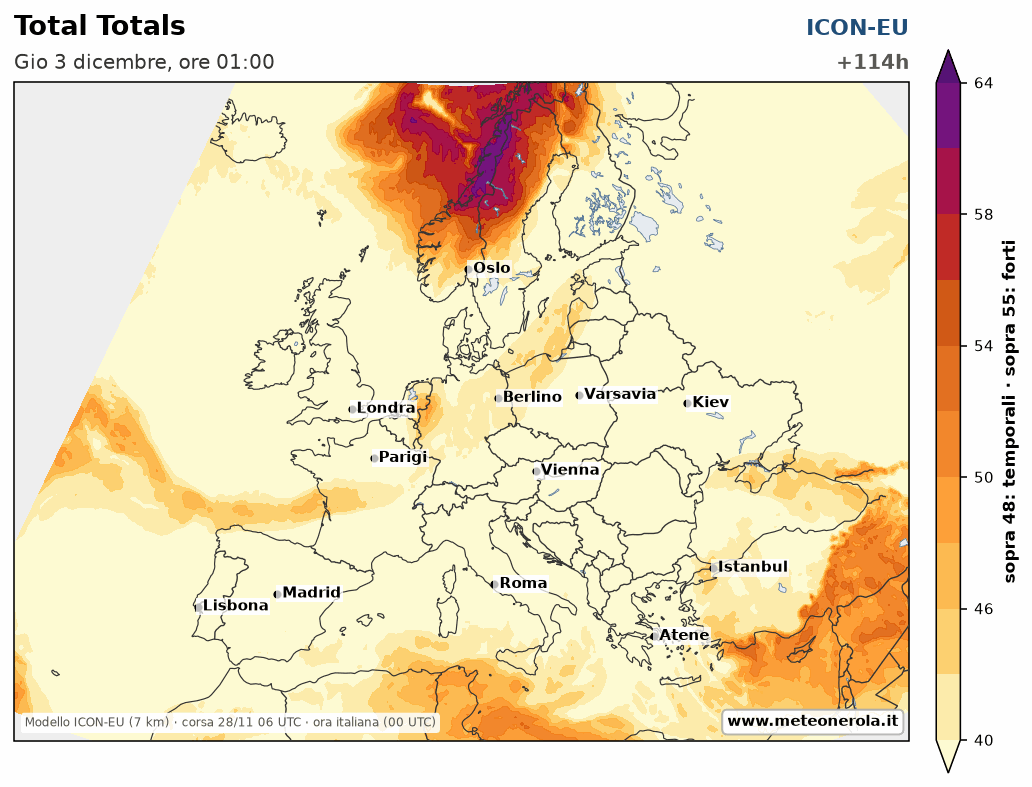 Total Totals
ICON-EU
Gio 3 dicembre, ore 01:00
+114h
64
58
54
50
46
40
sopra 48: temporali · sopra 55: forti
Oslo
Berlino
Varsavia
Kiev
Londra
Parigi
Vienna
Istanbul
Roma
Madrid
Lisbona
Atene
Modello ICON-EU (7 km) · corsa 28/11 06 UTC · ora italiana (00 UTC)
www.meteonerola.it